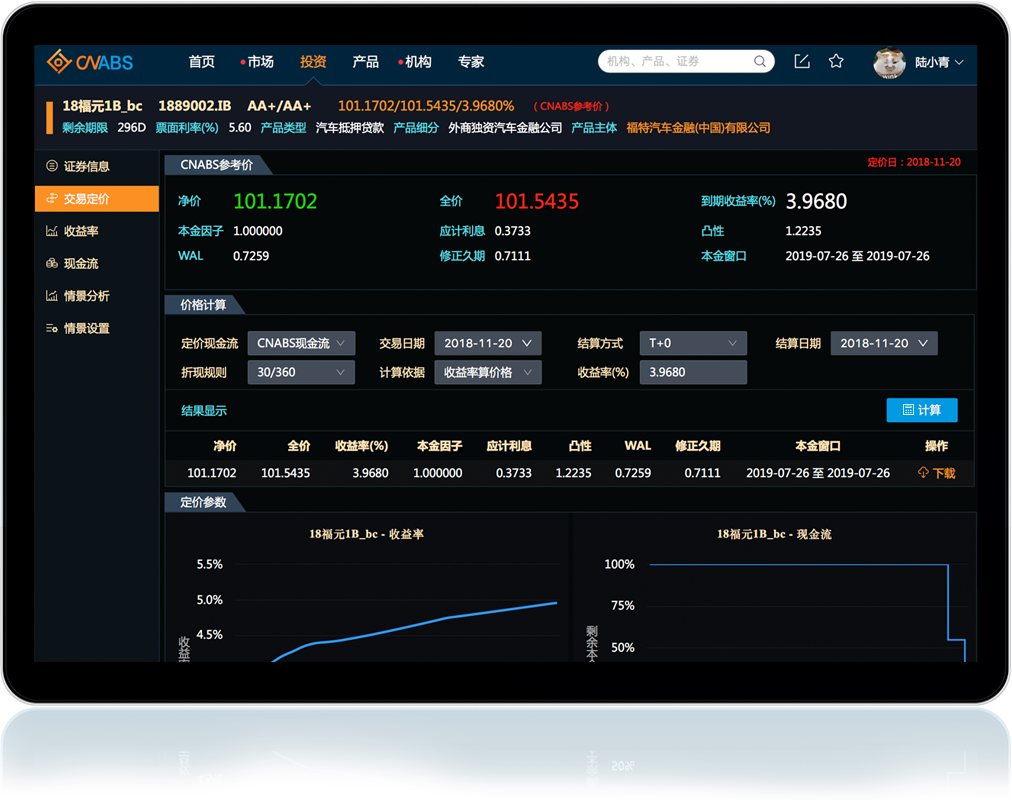 CNABS 首页 市场 投资 产品 机构 专家 机构、产品、证券 陆小青
18福元1B_bc 1889002.IB AA+/AA+ 101.1702/101.5435/3.9680% (CNABS参考价)
剩余期限 296D 票面利率(%) 5.60 产品类型 汽车抵押贷款 产品细分 外商独资汽车金融公司 产品主体 福特汽车金融(中国)有限公司
证券信息
交易定价
收益率
现金流
情景分析
情景设置
CNABS参考价 定价日：2018-11-20
净价 101.1702 全价 101.5435 到期收益率(%) 3.9680
本金因子 1.000000 应计利息 0.3733 凸性 1.2235
WAL 0.7259 修正久期 0.7111 本金窗口 2019-07-26 至 2019-07-26
价格计算
定价现金流 CNABS现金流 交易日期 2018-11-20 结算方式 T+0 结算日期 2018-11-20
折现规则 30/360 计算依据 收益率算价格 收益率(%) 3.9680
结果显示 计算
净价 全价 收益率(%) 本金因子 应计利息 凸性 WAL 修正久期 本金窗口 操作
101.1702 101.5435 3.9680 1.000000 0.3733 1.2235 0.7259 0.7111 2019-07-26 至 2019-07-26 下载
定价参数
18福元1B_bc - 收益率
5.5%
5.0%
4.5%
收益
18福元1B_bc - 现金流
100%
75%
50%
剩余本